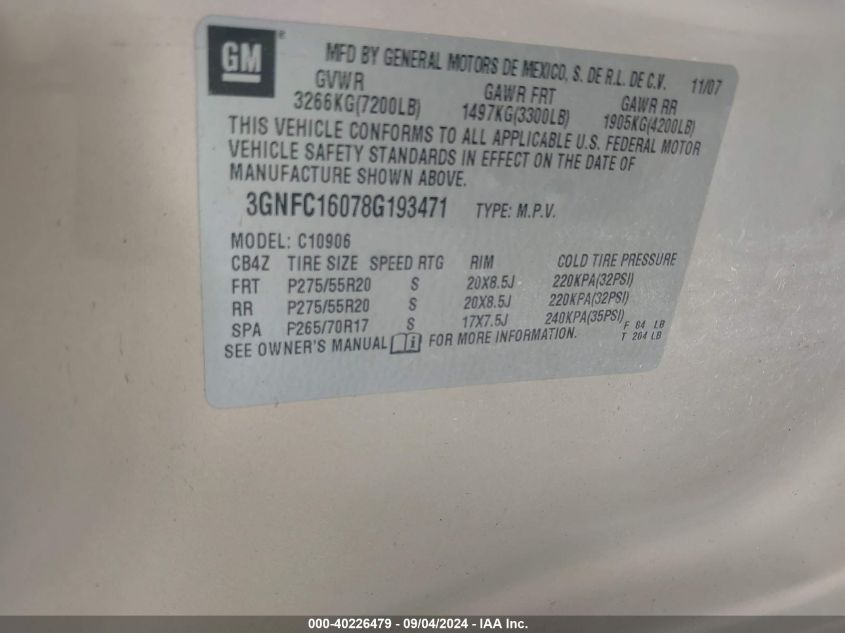 GM ®
MFD BY GENERAL MOTORS DE MEXICO, S. DE R.L. DE C.V. 11/07
GVWR GAWR FRT GAWR RR
3266KG(7200LB) 1497KG(3300LB) 1905KG(4200LB)
THIS VEHICLE CONFORMS TO ALL APPLICABLE U.S. FEDERAL MOTOR
VEHICLE SAFETY STANDARDS IN EFFECT ON THE DATE OF
MANUFACTURE SHOWN ABOVE.
3GNFC16078G193471 TYPE: M.P.V.
MODEL: C10906
CB4Z TIRE SIZE SPEED RTG RIM COLD TIRE PRESSURE
FRT P275/55R20 S 20X8.5J 220KPA(32PSI)
RR P275/55R20 S 20X8.5J 220KPA(32PSI)
SPA P265/70R17 S 17X7.5J 240KPA(35PSI)
F 84 LB
T 204 LB
SEE OWNER'S MANUAL i FOR MORE INFORMATION.
000-40226479 - 09/04/2024 - IAA Inc.